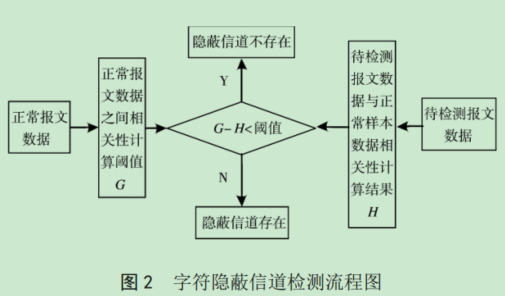 隐蔽信道不存在
正常报
文数据
之间相
关性计
算阈值
G
待检测
报文数
据与正
常样本
数据相
关性计
算结果
H
Y
正常报文
数据
G-H<阈值
待检测报文
数据
N
隐蔽信道存在
图2 字符隐蔽信道检测流程图